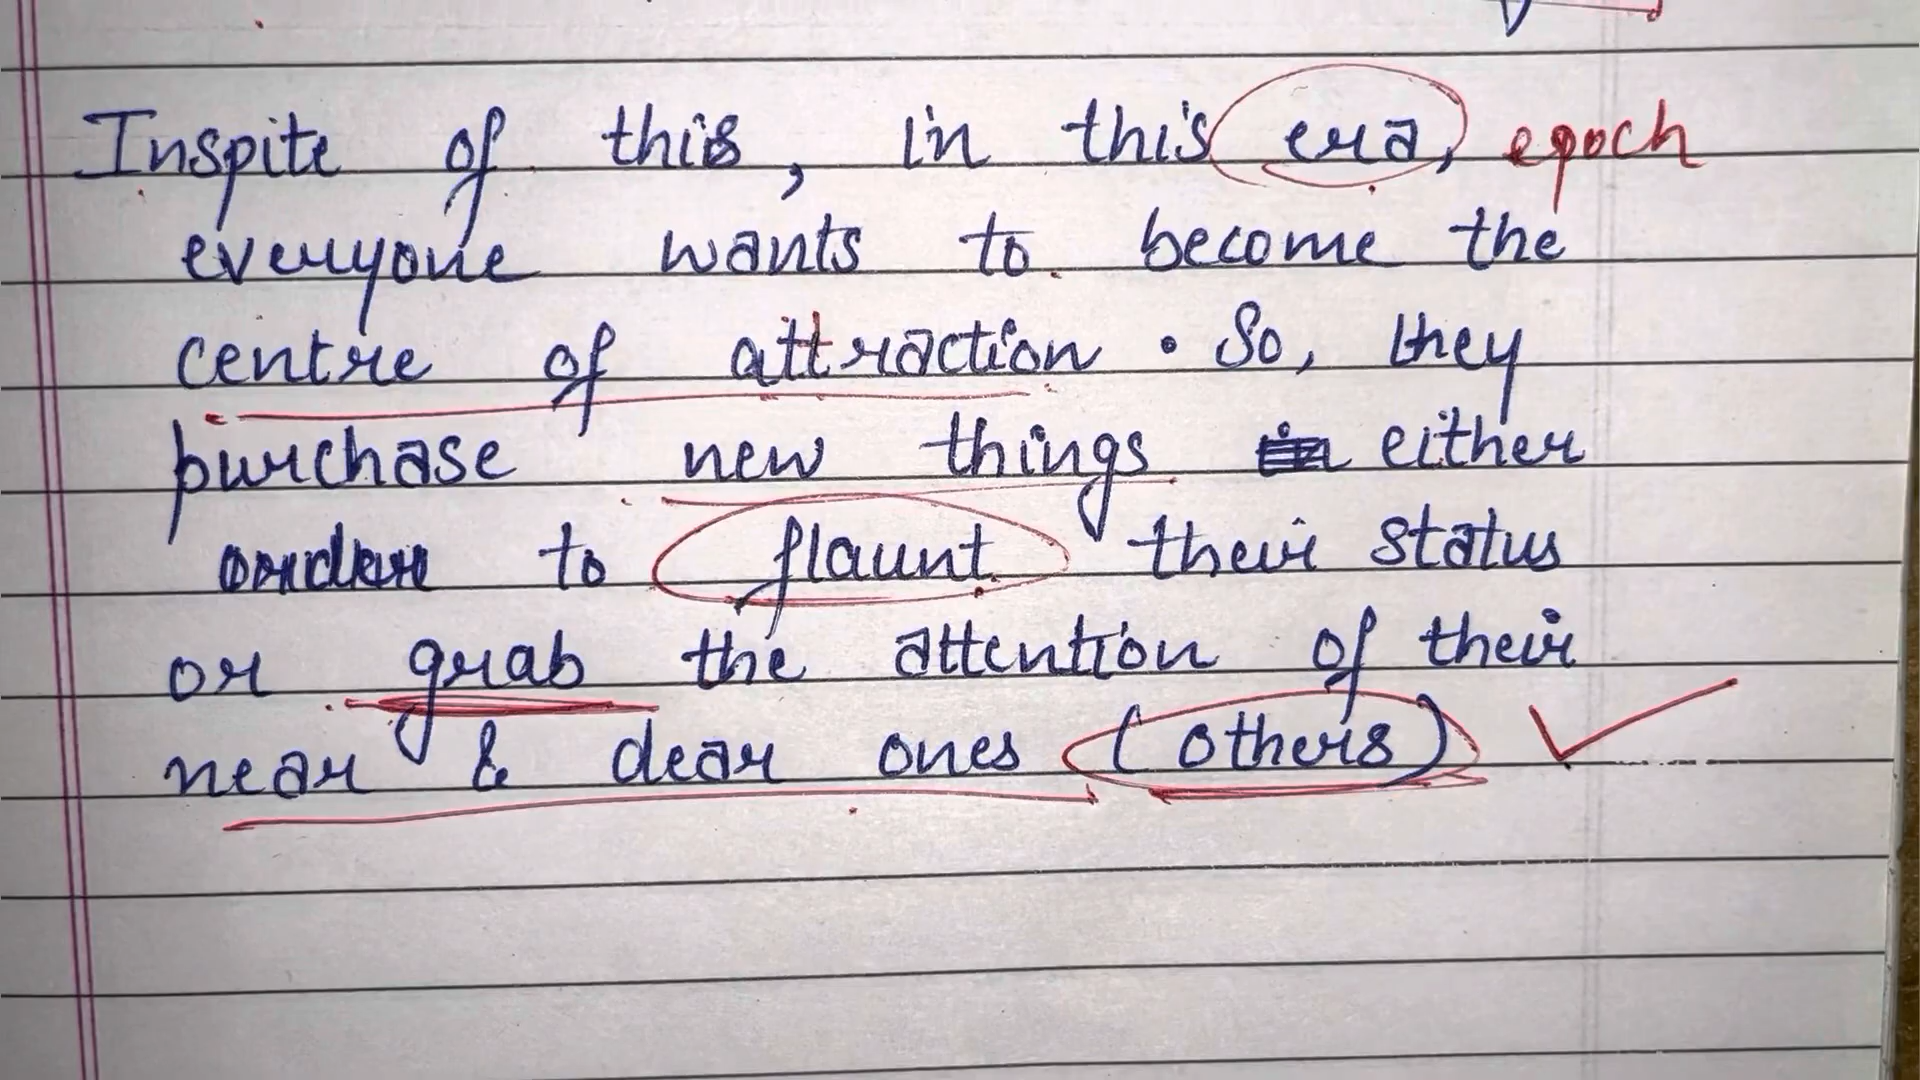 Inspite of this, in this era, epoch
everyone wants to become the
centre of attraction. So, they
purchase new things either
to flaunt their status
or grab the attention of their
near & dear ones (others)